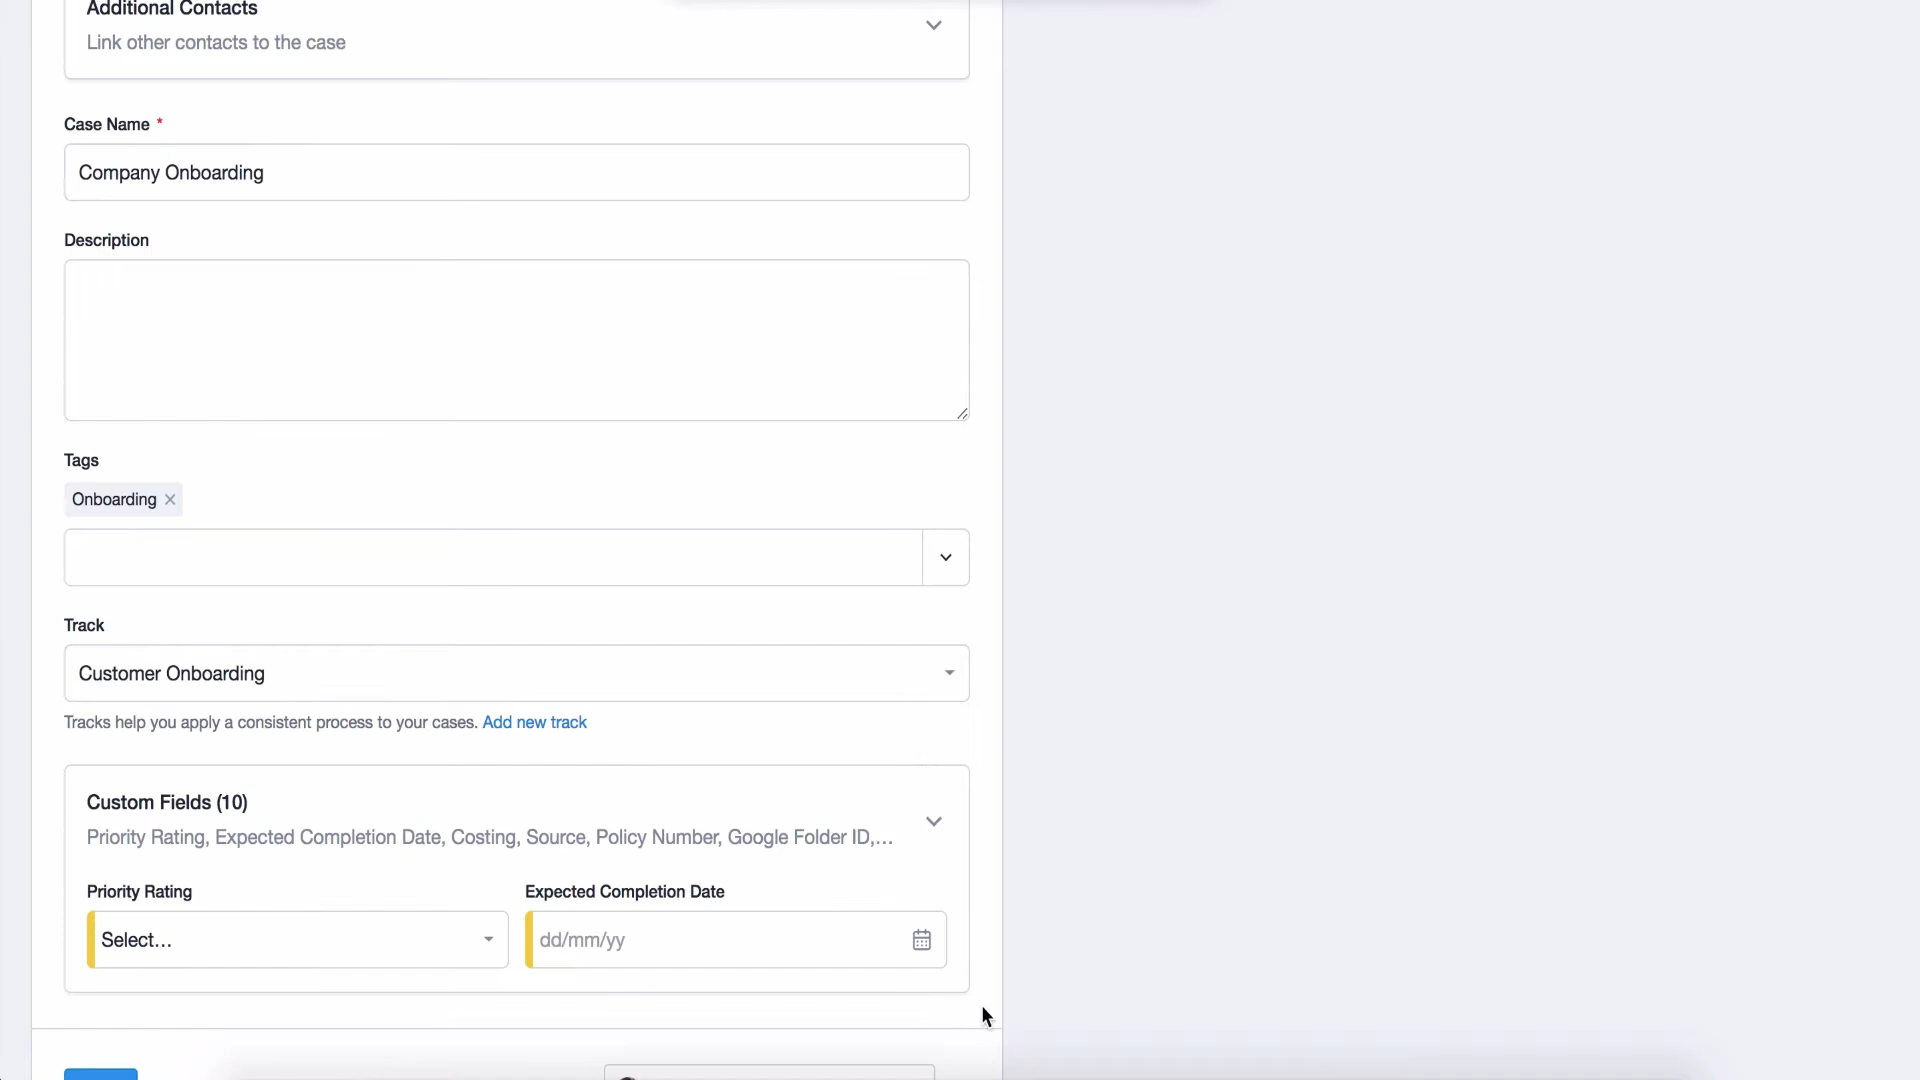 Additional Contacts
Link other contacts to the case
Case Name *
Company Onboarding
Description
Tags
Onboarding
Track
Customer Onboarding
Tracks help you apply a consistent process to your cases. Add new track
Custom Fields (10)
Priority Rating, Expected Completion Date, Costing, Source, Policy Number, Google Folder ID,...
Priority Rating
Expected Completion Date
Select...
dd/mm/yy